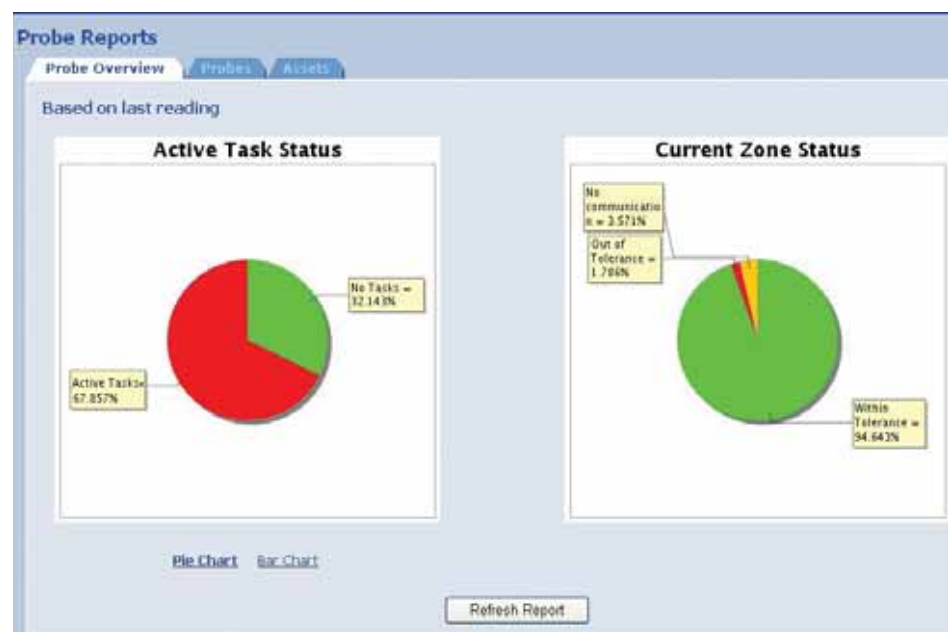 Probe Reports
Probe Overview
Probes
Assets
Based on last reading
Active Task Status
No Tasks =
32.143%
Active Tasks=
67.857%
Current Zone Status
No
communicatio
n = 3.571%
Out of
Tolerance =
1.786%
Within
Tolerance =
94.643%
Pie Chart
Bar Chart
Refresh Report